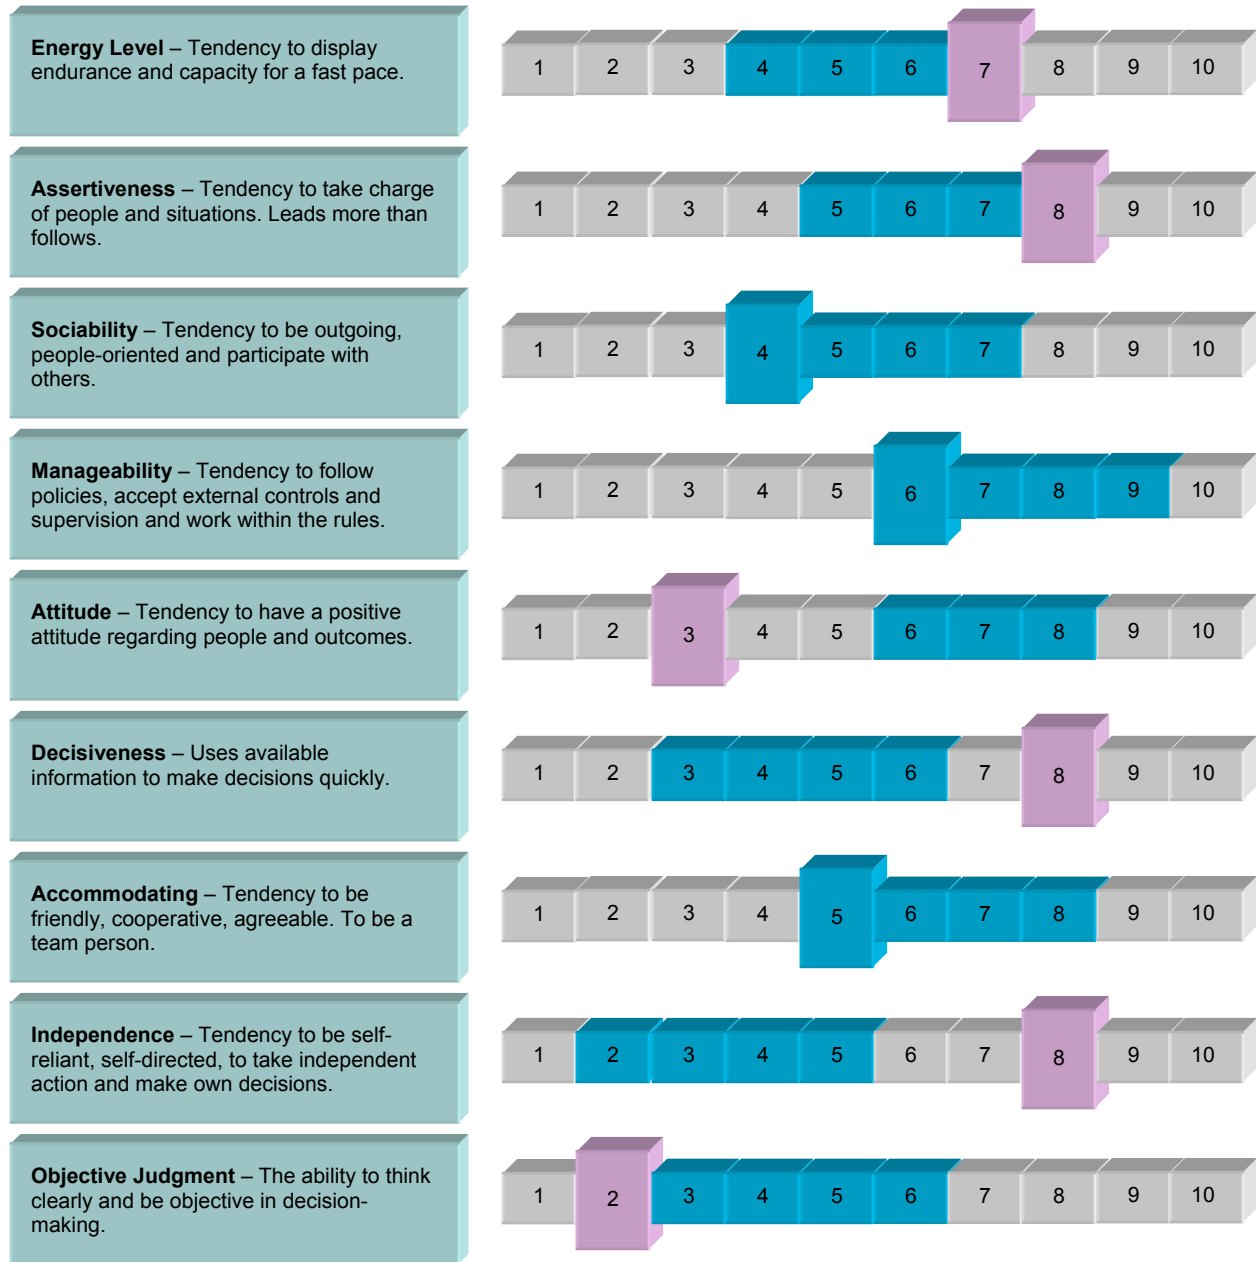 Energy Level – Tendency to display
endurance and capacity for a fast pace.
1 2 3 4 5 6 7 8 9 10
Assertiveness – Tendency to take charge
of people and situations. Leads more than
follows.
1 2 3 4 5 6 7 8 9 10
Sociability – Tendency to be outgoing,
people-oriented and participate with
others.
1 2 3 4 5 6 7 8 9 10
Manageability – Tendency to follow
policies, accept external controls and
supervision and work within the rules.
1 2 3 4 5 6 7 8 9 10
Attitude – Tendency to have a positive
attitude regarding people and outcomes.
1 2 3 4 5 6 7 8 9 10
Decisiveness – Uses available
information to make decisions quickly.
1 2 3 4 5 6 7 8 9 10
Accommodating – Tendency to be
friendly, cooperative, agreeable. To be a
team person.
1 2 3 4 5 6 7 8 9 10
Independence – Tendency to be self-
reliant, self-directed, to take independent
action and make own decisions.
1 2 3 4 5 6 7 8 9 10
Objective Judgment – The ability to think
clearly and be objective in decision-
making.
1 2 3 4 5 6 7 8 9 10